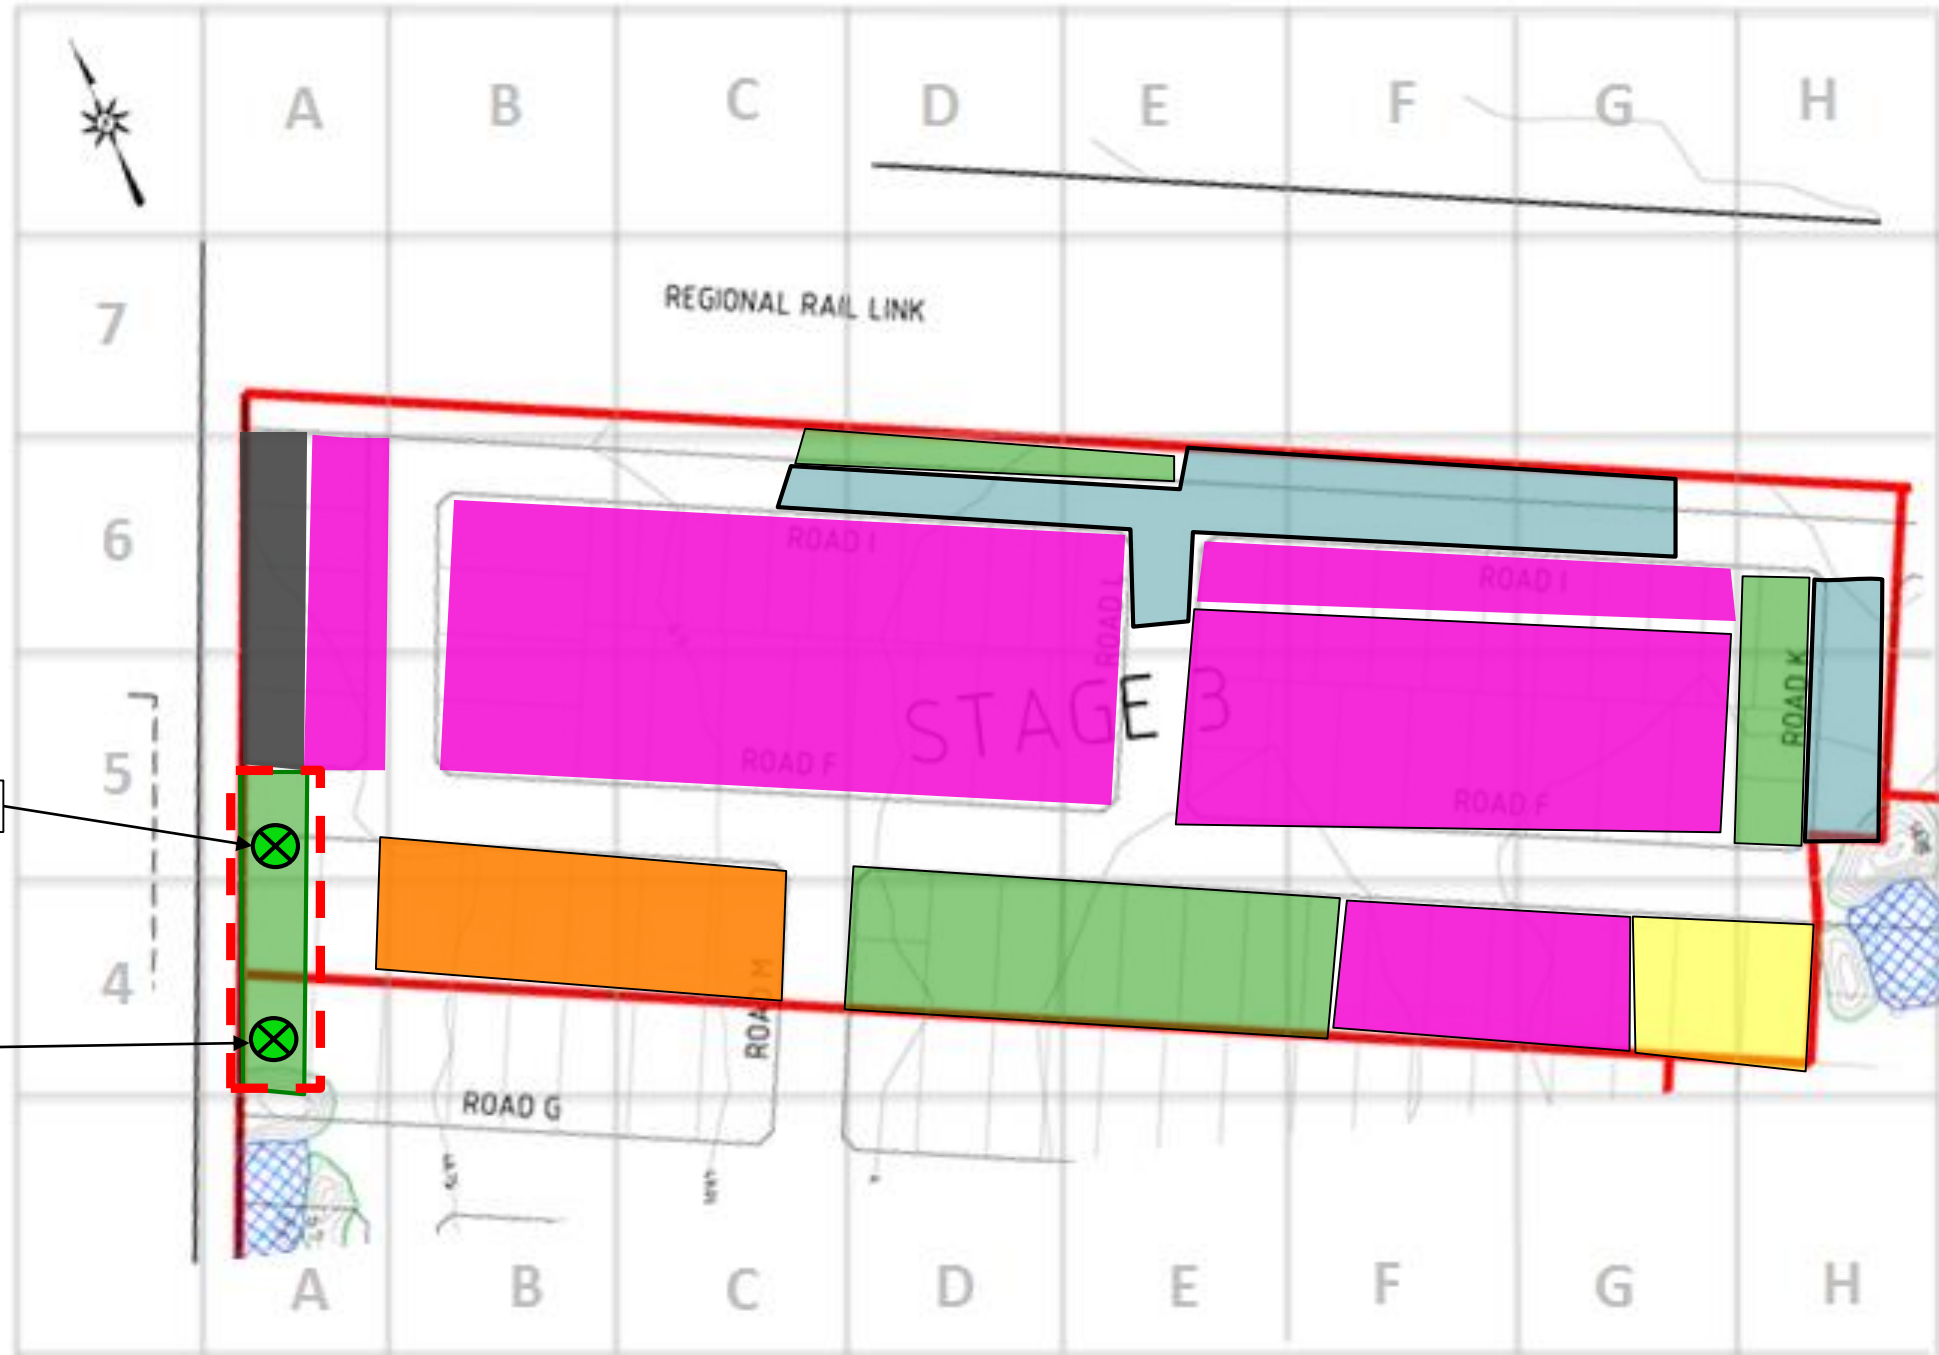 A B C D E F G H
7
REGIONAL RAIL LINK
6
ROAD I
ROAD I
ROAD L
STAGE 3
ROAD K
5
ROAD F
ROAD F
4
ROAD M
ROAD G
A B C D E F G H